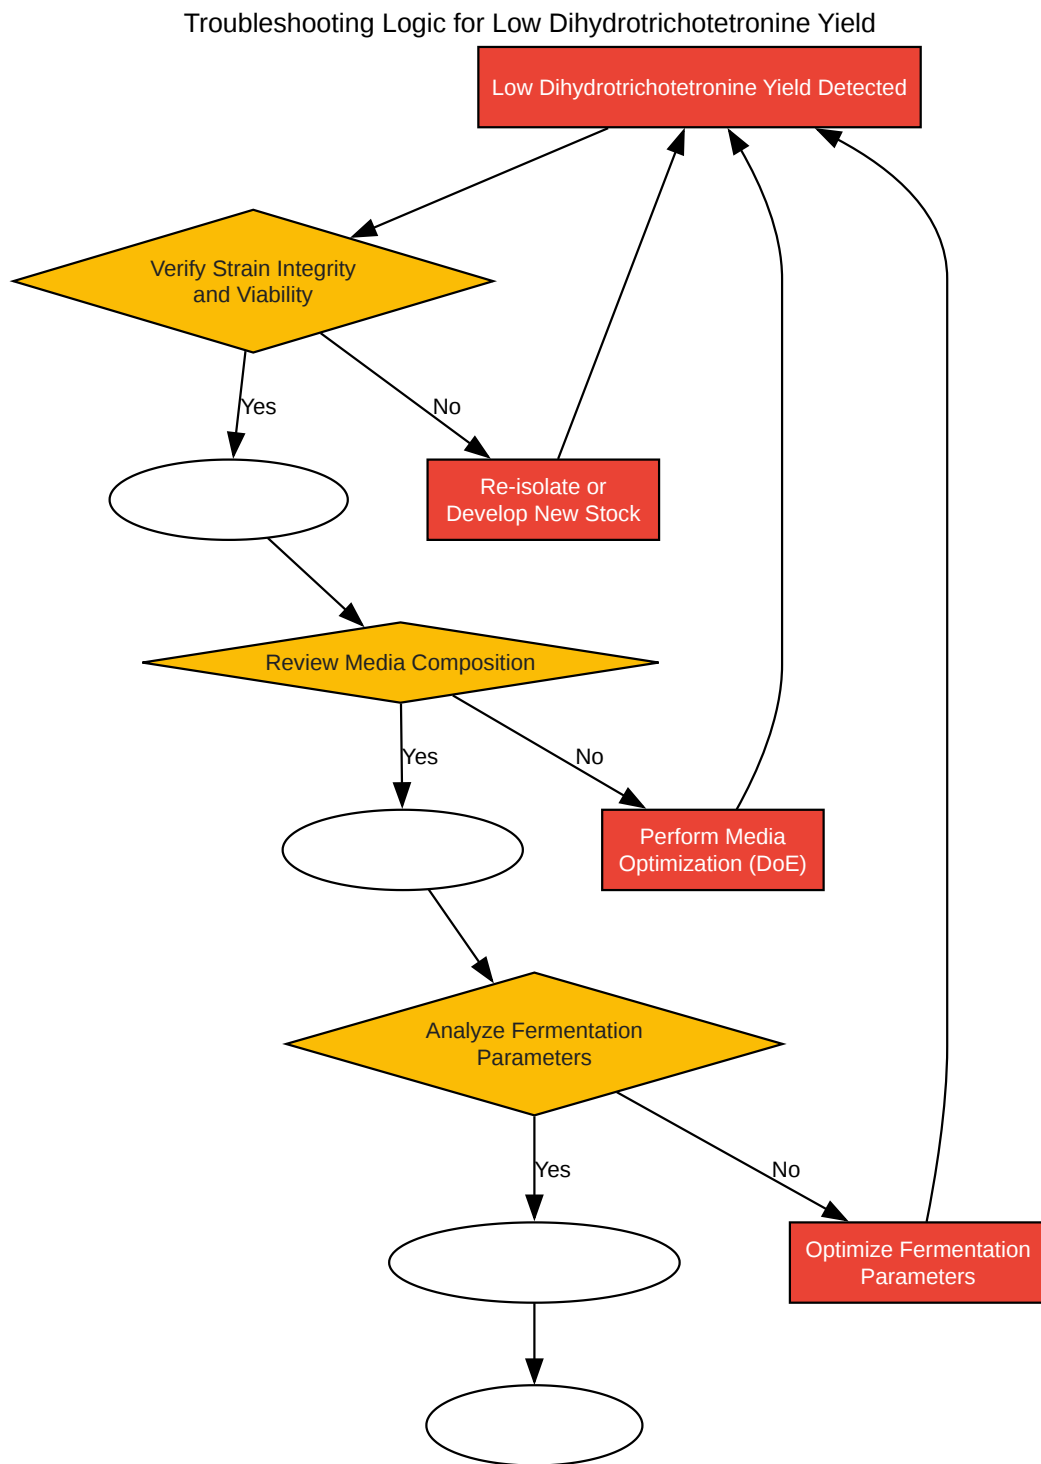 Troubleshooting Logic for Low Dihydrotrichotetronine Yield
Low Dihydrotrichotetronine Yield Detected
Verify Strain Integrity
and Viability
Yes
No
Re-isolate or
Develop New Stock
Review Media Composition
Yes
No
Perform Media
Optimization (DoE)
Analyze Fermentation
Parameters
Yes
No
Optimize Fermentation
Parameters